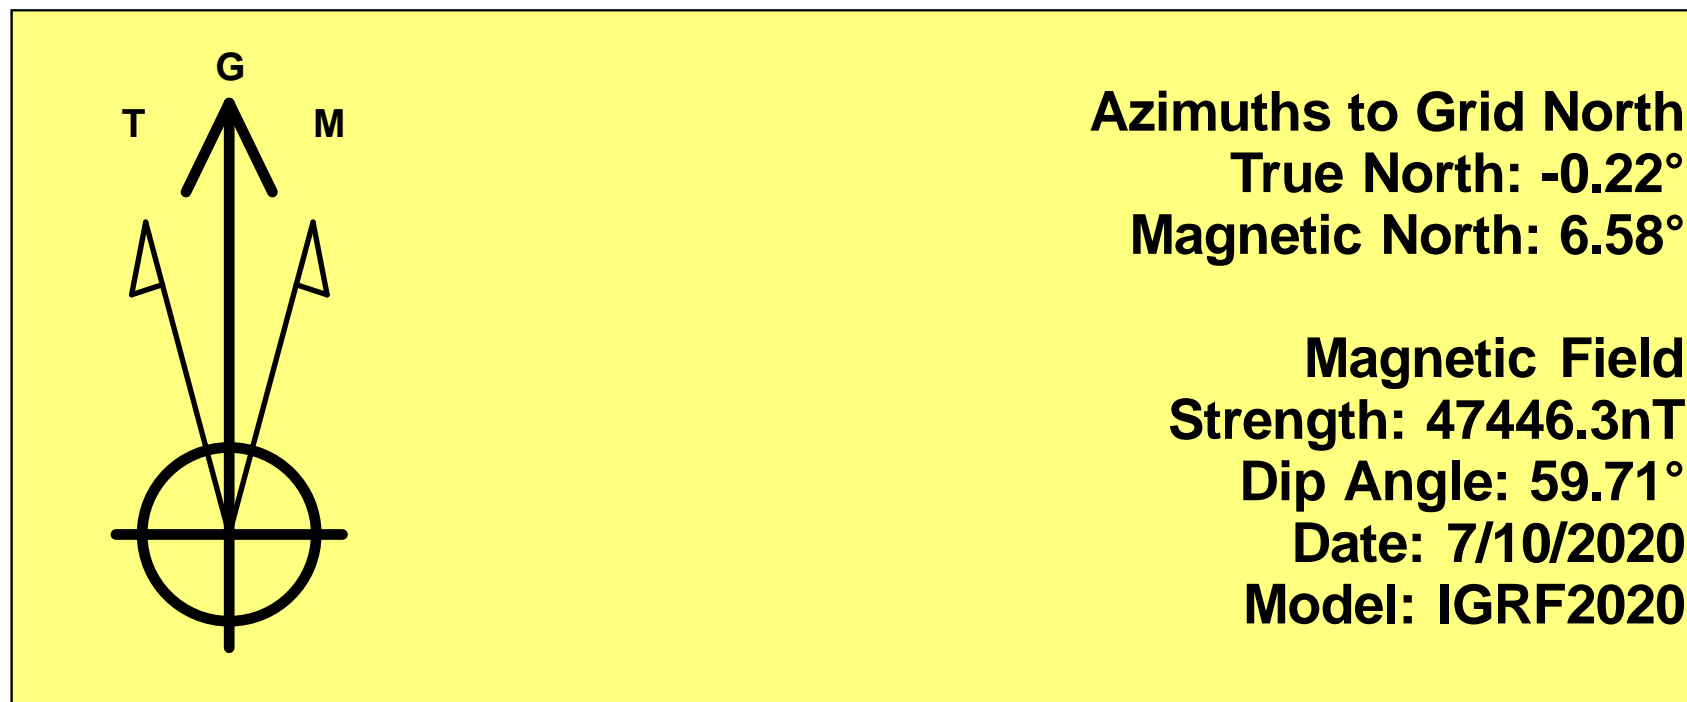 G
T M
Azimuths to Grid North
True North: -0.22°
Magnetic North: 6.58°
Magnetic Field
Strength: 47446.3nT
Dip Angle: 59.71°
Date: 7/10/2020
Model: IGRF2020